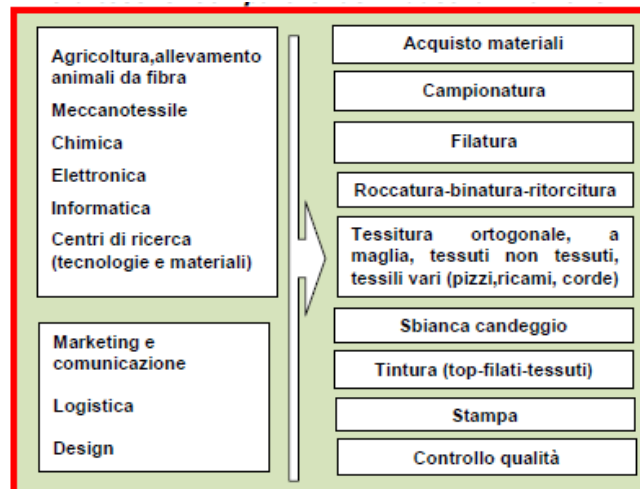 Agricoltura,allevamento
animali da fibra
Meccanotessile
Chimica
Elettronica
Informatica
Centri di ricerca
(tecnologie e materiali)
Marketing e
comunicazione
Logistica
Design
Acquisto materiali
Campionatura
Filatura
Roccatura-binatura-ritorcitura
Tessitura ortogonale, a
maglia, tessuti non tessuti,
tessili vari (pizzi,ricami, corde)
Sbianca candeggio
Tintura (top-filati-tessuti)
Stampa
Controllo qualità